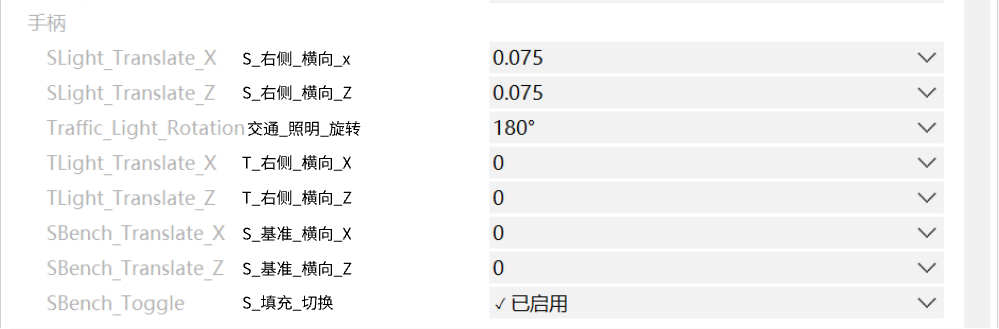 手柄
SLight_Translate_X S_右侧_横向_x 0.075
SLight_Translate_Z S_右侧_横向_Z 0.075
Traffic_Light_Rotation 交通_照明_旋转 180°
TLight_Translate_X T_右侧_横向_X 0
TLight_Translate_Z T_右侧_横向_Z 0
SBench_Translate_X S_基准_横向_X 0
SBench_Translate_Z S_基准_横向_Z 0
SBench_Toggle S_填充_切换 ✓已启用